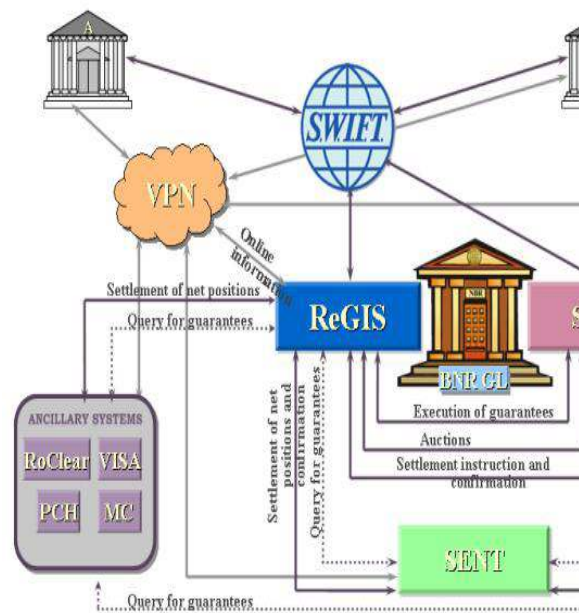 A
S.W.I.F.T.
VPN
Online
information
Settlement of net positions
Query for guarantees
ReGIS
NBR
BNR GL
S
Execution of guarantees
Auctions
Settlement instruction and
confirmation
ANCILLARY SYSTEMS
RoClear VISA
PCH MC
Settlement of net
positions and
confirmation
Query for guarantees
SENT
Query for guarantees